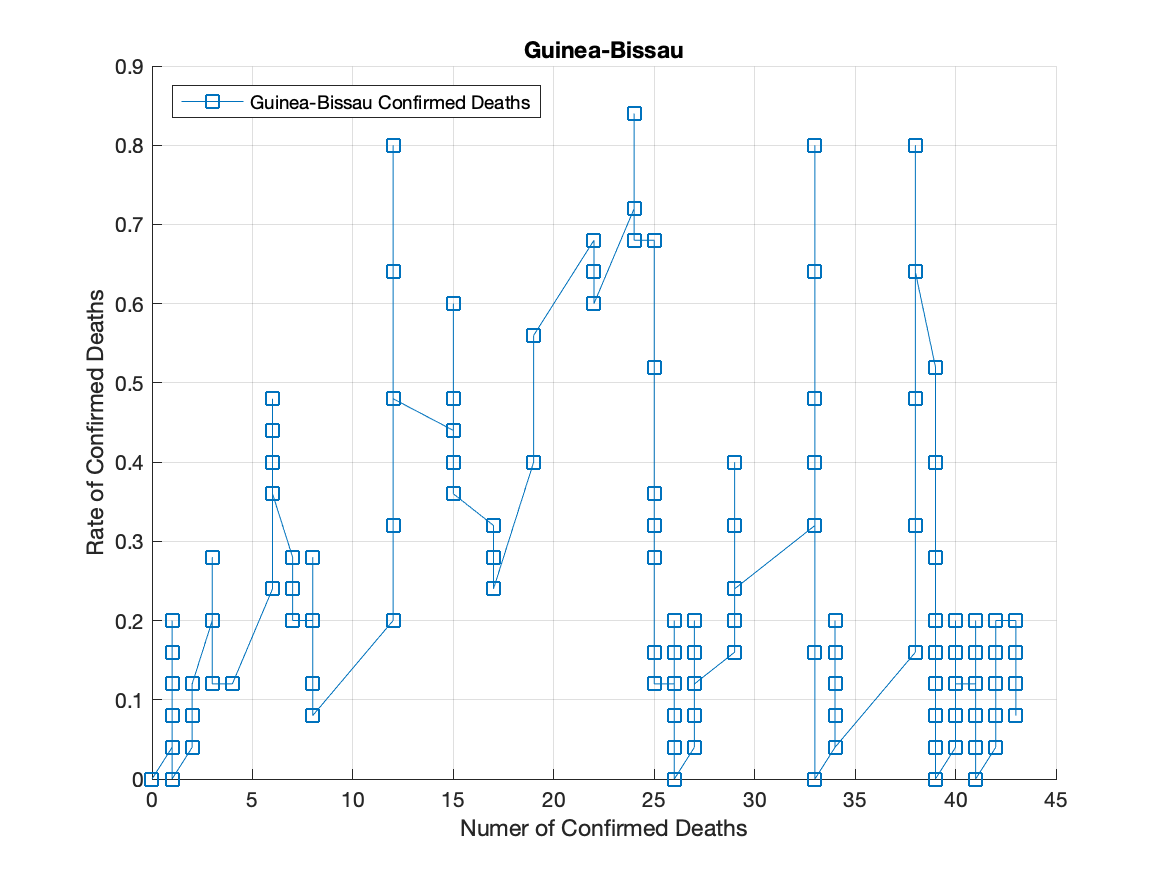 Guinea-Bissau
0.9
Guinea-Bissau Confirmed Deaths
0.8
0.7
0.6
0.5
0.4
0.3
0.2
0.1
0
Rate of Confirmed Deaths
0 5 10 15 20 25 30 35 40 45
Numer of Confirmed Deaths